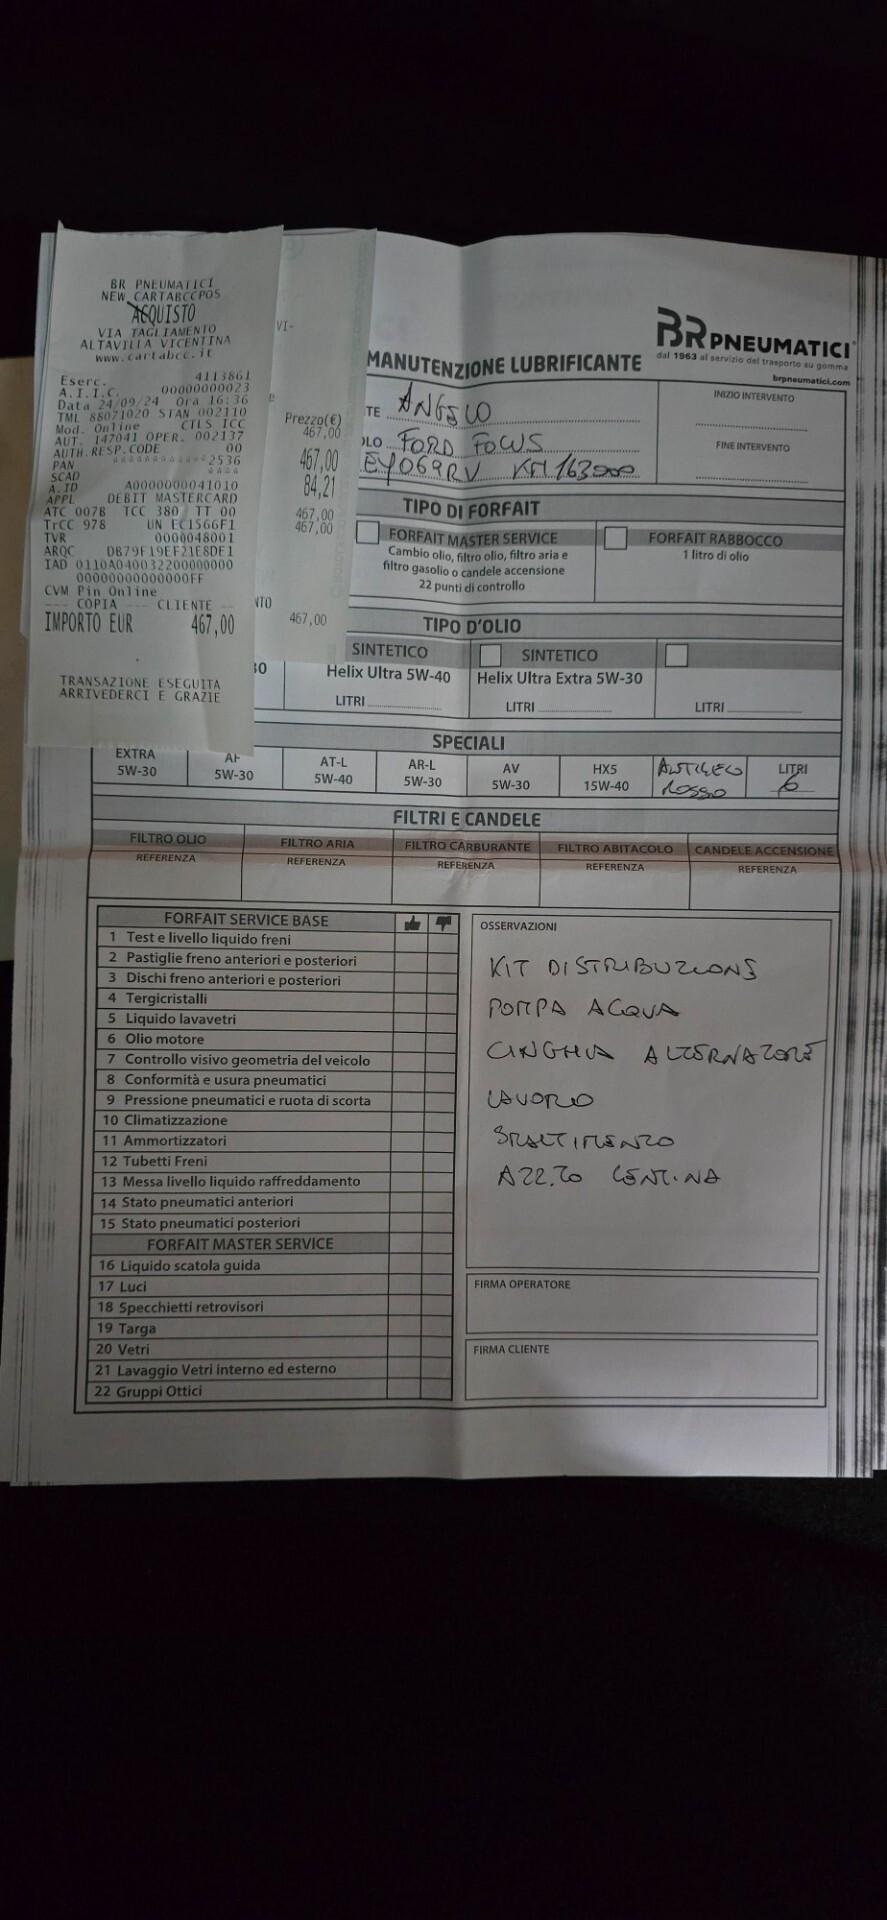 BR PNEUMATICI
NEW CARTABCCPOS
ACQUISTO
VIA TAGLIAMENTO
ALTAVILLA VICENTINA
www.cartabcc.it
Eserc. 4113861
A.I.I.C. 00000000023
Data 24/09/24 Ora 16:36
TML 88071020 STAN 002110
Mod. Online CTLS ICC
AUT. 147041 OPER. 002137
AUTH.RESP.CODE 00
PAN ************2536
SCAD ****
A.ID A0000000041010
APPL DEBIT MASTERCARD
ATC 007B TCC 380 TT 00
TrCC 978 UN EC1566F1
TVR 0000048001
ARQC DB79F19EF21E8DE1
IAD 0110A040032200000000
00000000000000FF
CVM Pin Online
--- COPIA --- CLIENTE --
IMPORTO EUR 467,00
TRANSAZIONE ESEGUITA
ARRIVEDERCI E GRAZIE
VI-
Prezzo(€)
467,00
467,00
84,21
467,00
467,00
NTO
467,00
BR PNEUMATICI
dal 1963 al servizio del trasporto su gomma
brpneumatici.com
MANUTENZIONE LUBRIFICANTE
TE ANGELO
LO FORD FOCUS
EY069RV KM 163000
INIZIO INTERVENTO
FINE INTERVENTO
TIPO DI FORFAIT
FORFAIT MASTER SERVICE
Cambio olio, filtro olio, filtro aria e
filtro gasolio o candele accensione
22 punti di controllo
FORFAIT RABBOCCO
1 litro di olio
TIPO D'OLIO
30
SINTETICO
Helix Ultra 5W-40
LITRI
SINTETICO
Helix Ultra Extra 5W-30
LITRI
LITRI
SPECIALI
EXTRA
5W-30
AF
5W-30
AT-L
5W-40
AR-L
5W-30
AV
5W-30
HX5
15W-40
ANTIGELO
ROSSO
LITRI
6
FILTRI E CANDELE
FILTRO OLIO FILTRO ARIA FILTRO CARBURANTE FILTRO ABITACOLO CANDELE ACCENSIONE
REFERENZA REFERENZA REFERENZA REFERENZA REFERENZA
FORFAIT SERVICE BASE
1 Test e livello liquido freni
2 Pastiglie freno anteriori e posteriori
3 Dischi freno anteriori e posteriori
4 Tergicristalli
5 Liquido lavavetri
6 Olio motore
7 Controllo visivo geometria del veicolo
8 Conformità e usura pneumatici
9 Pressione pneumatici e ruota di scorta
10 Climatizzazione
11 Ammortizzatori
12 Tubetti Freni
13 Messa livello liquido raffreddamento
14 Stato pneumatici anteriori
15 Stato pneumatici posteriori
FORFAIT MASTER SERVICE
16 Liquido scatola guida
17 Luci
18 Specchietti retrovisori
19 Targa
20 Vetri
21 Lavaggio Vetri interno ed esterno
22 Gruppi Ottici
OSSERVAZIONI
KIT DISTRIBUZIONE
POMPA ACQUA
CINGHIA ALTERNATORE
LAVORO
SMALTIMENTO
FIRMA OPERATORE
FIRMA CLIENTE